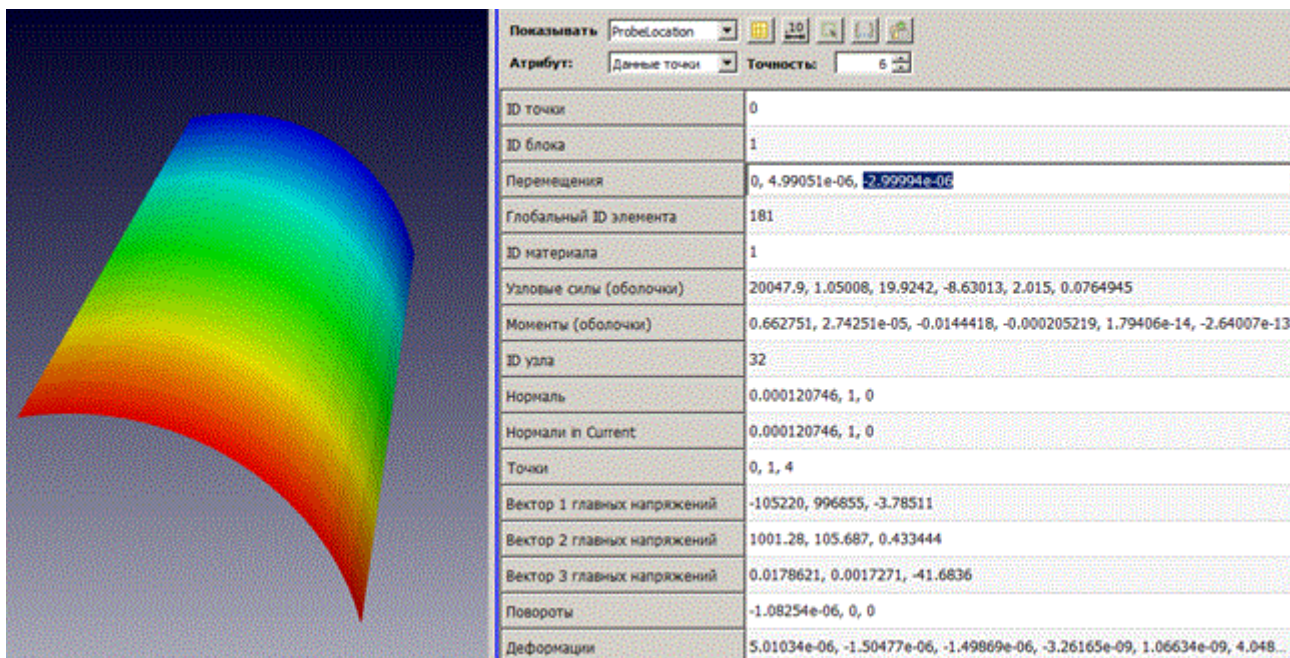 Показывать ProbeLocation
Атрибут: Данные точки Точность: 6
ID точки 0
ID блока 1
Перемещения 0, 4.99051e-06, -2.99994e-06
Глобальный ID элемента 181
ID материала 1
Узловые силы (оболочки) 20047.9, 1.05008, 19.9242, -8.63013, 2.015, 0.0764945
Моменты (оболочки) 0.662751, 2.74251e-05, -0.0144418, -0.000205219, 1.79406e-14, -2.64007e-13
ID узла 32
Нормаль 0.000120746, 1, 0
Нормали in Current 0.000120746, 1, 0
Точки 0, 1, 4
Вектор 1 главных напряжений -105220, 996855, -3.78511
Вектор 2 главных напряжений 1001.28, 105.687, 0.433444
Вектор 3 главных напряжений 0.0178621, 0.0017271, -41.6836
Повороты -1.08254e-06, 0, 0
Деформации 5.01034e-06, -1.50477e-06, -1.49869e-06, -3.26165e-09, 1.06634e-09, 4.048...